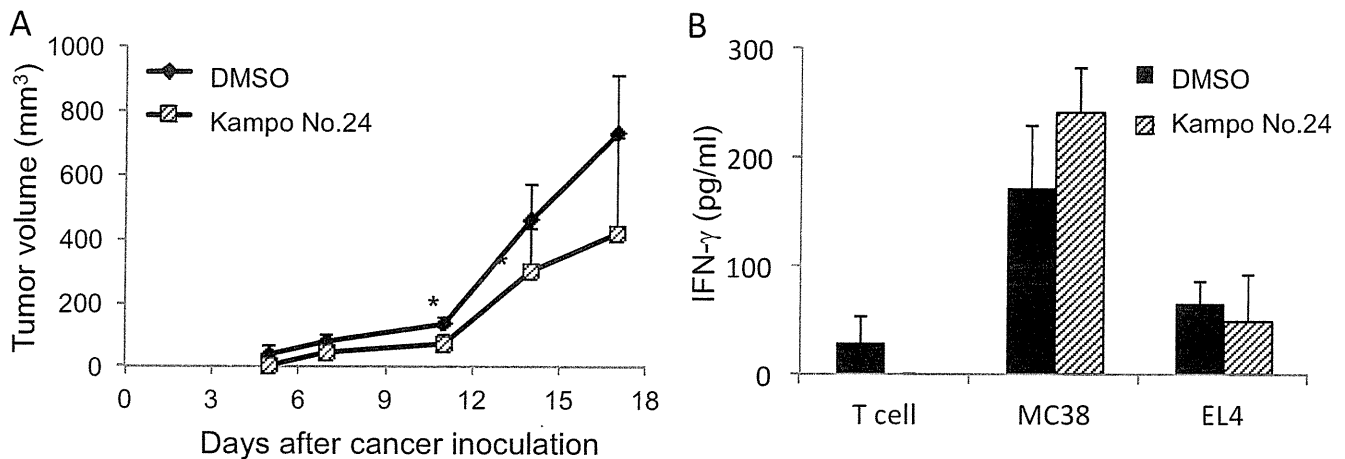 A
1000
800
600
400
200
0
Tumor volume (mm³)
DMSO
Kampo No.24
*
*
0 3 6 9 12 15 18
Days after cancer inoculation
B
300
200
100
0
IFN-γ (pg/ml)
DMSO
Kampo No.24
T cell MC38 EL4